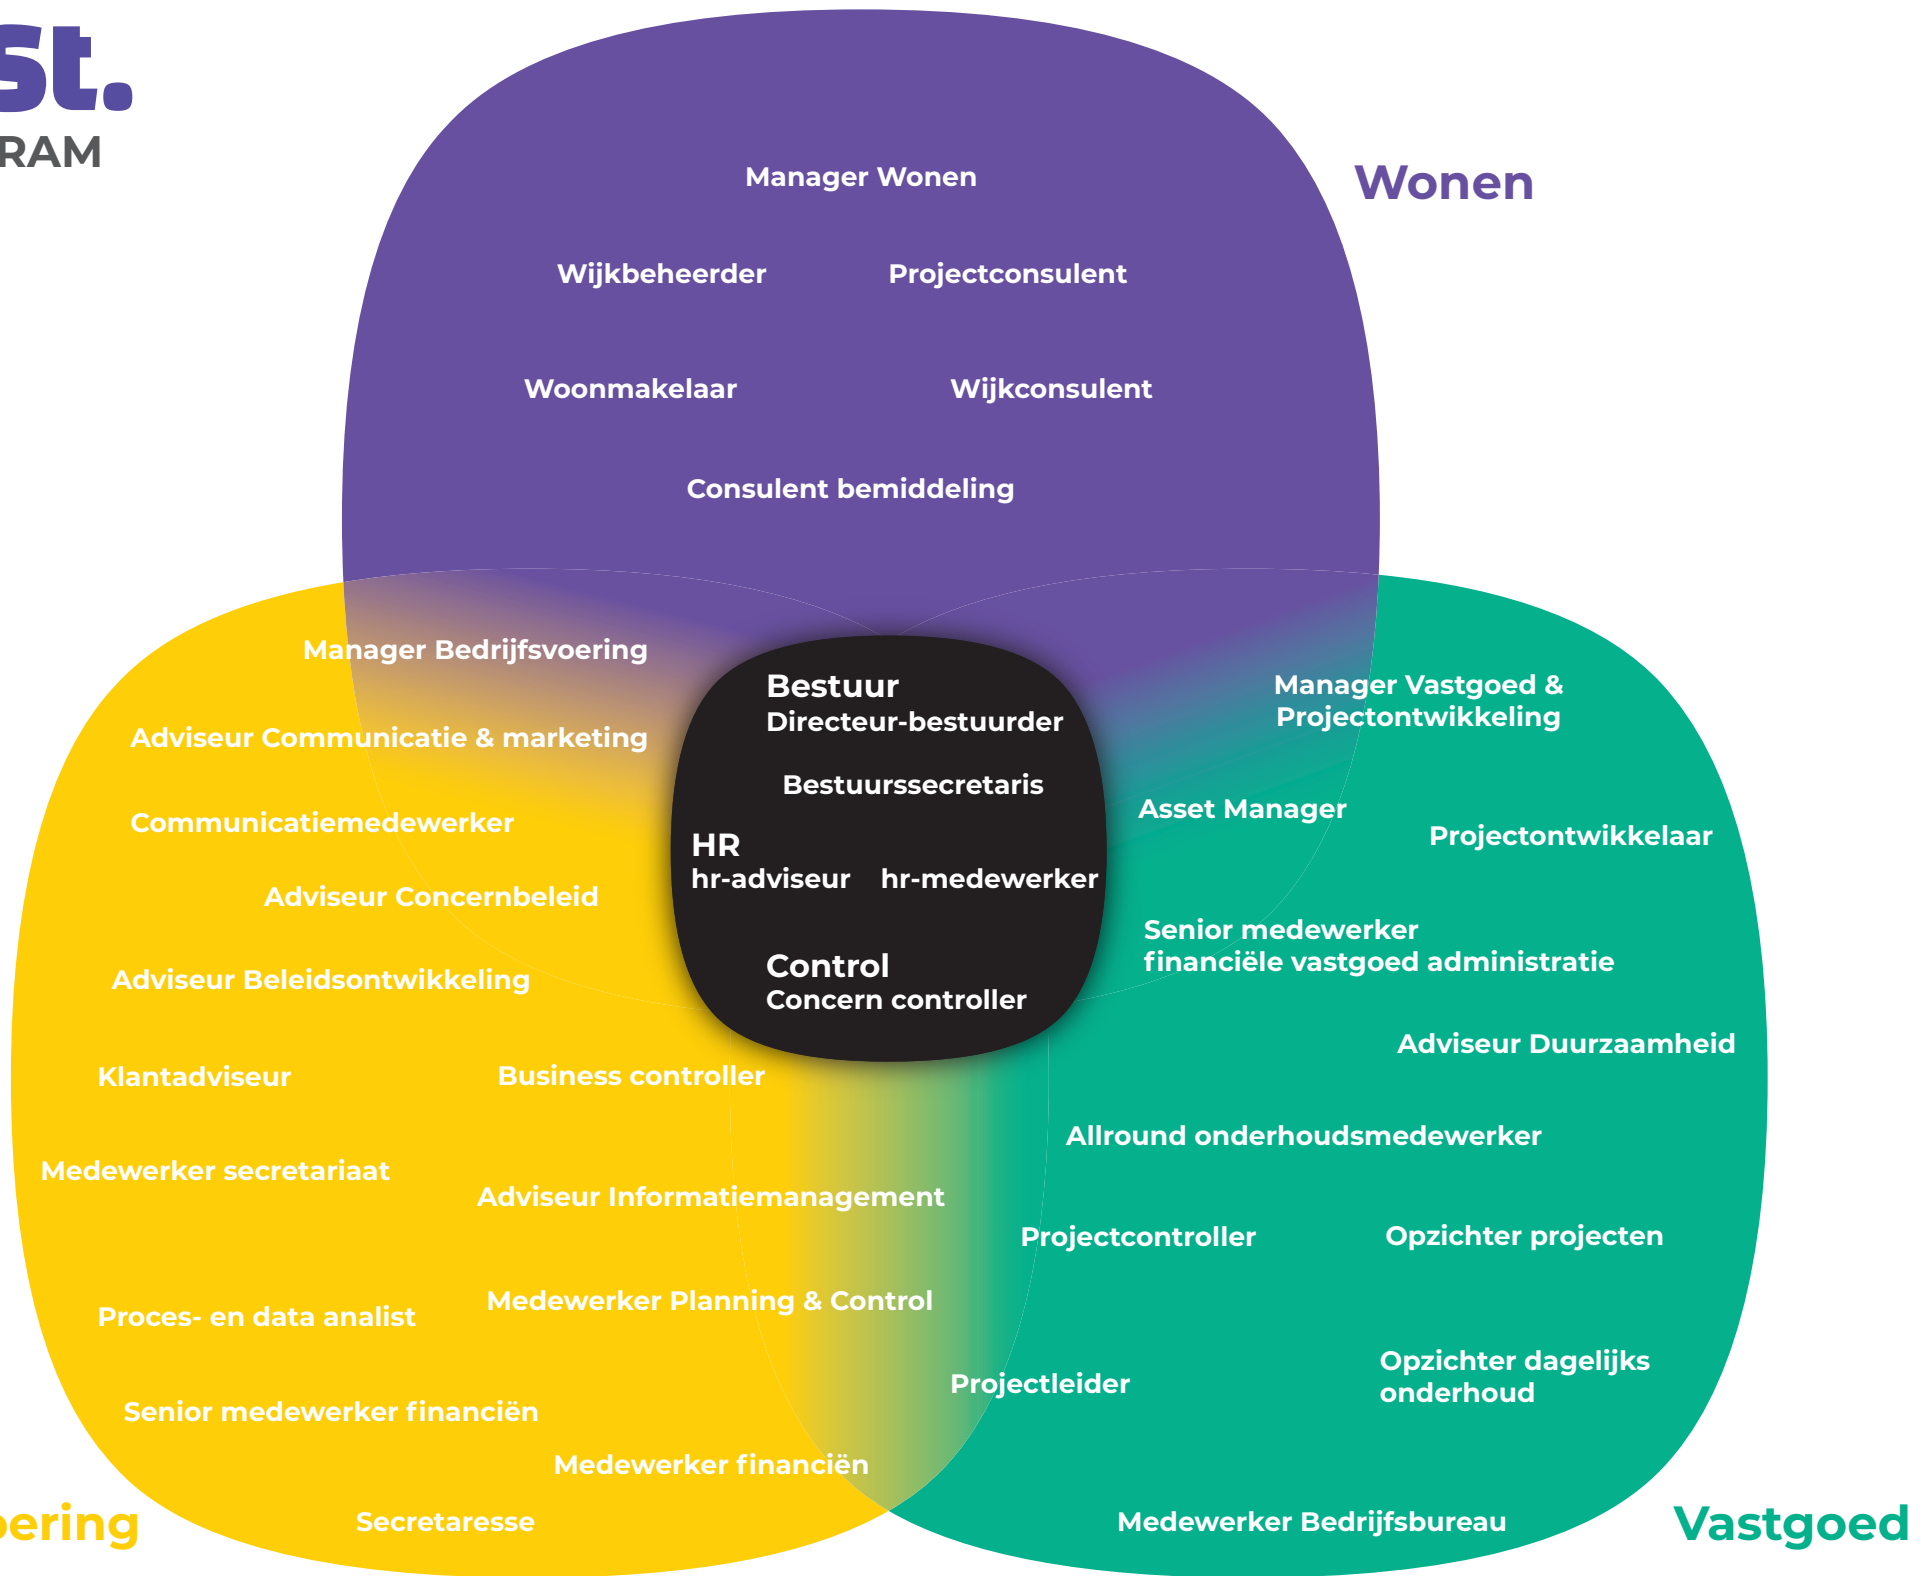 st.
RAM
Wonen
Manager Wonen
Wijkbeheerder
Projectconsulent
Woonmakelaar
Wijkconsulent
Consulent bemiddeling
Manager Bedrijfsvoering
Adviseur Communicatie & marketing
Communicatiemedewerker
Adviseur Concernbeleid
Adviseur Beleidsontwikkeling
Klantadviseur
Business controller
Medewerker secretariaat
Adviseur Informatiemanagement
Medewerker Planning & Control
Proces- en data analist
Senior medewerker financiën
Medewerker financiën
Secretaresse
oering
Bestuur
Directeur-bestuurder
Bestuurssecretaris
HR
hr-adviseur hr-medewerker
Control
Concern controller
Manager Vastgoed &
Projectontwikkeling
Asset Manager
Projectontwikkelaar
Senior medewerker
financiële vastgoed administratie
Adviseur Duurzaamheid
Allround onderhoudsmedewerker
Projectcontroller
Opzichter projecten
Projectleider
Opzichter dagelijks
onderhoud
Medewerker Bedrijfsbureau
Vastgoed